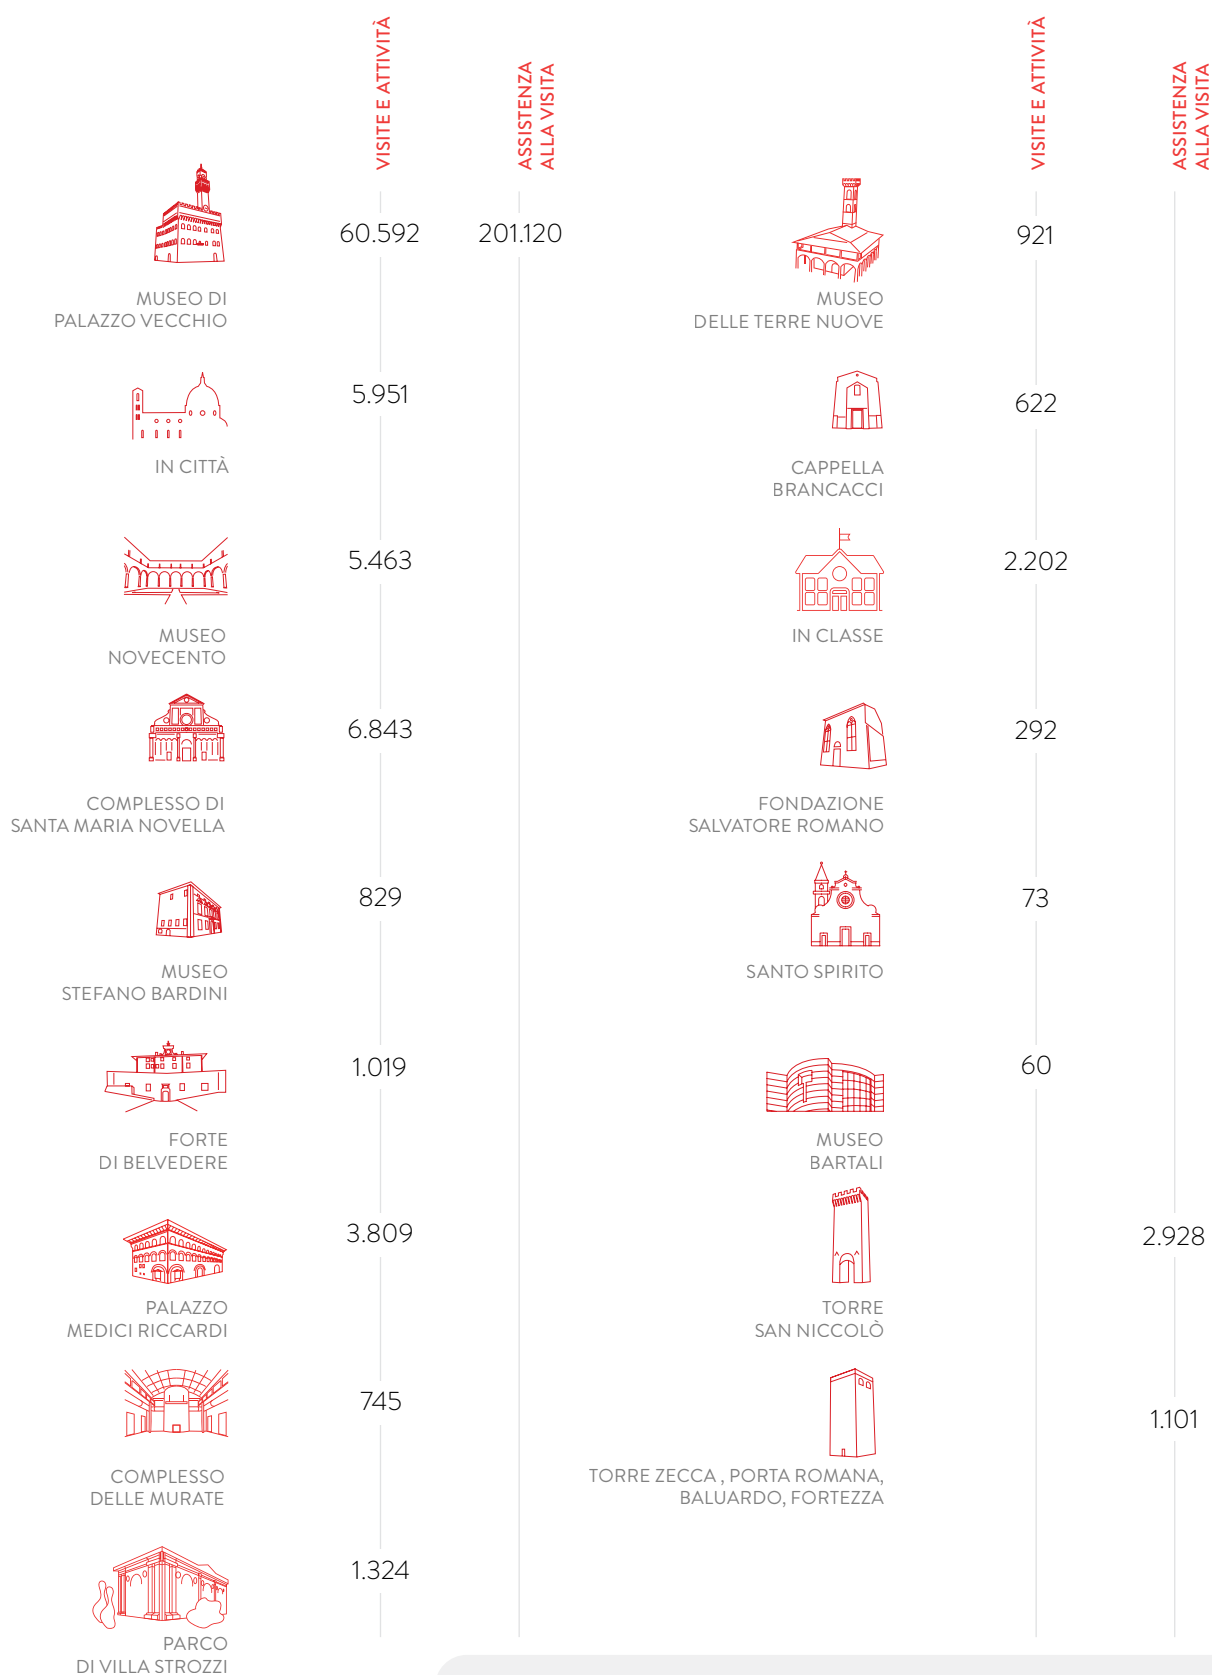 VISITE E ATTIVITÀ
ASSISTENZA
ALLA VISITA
60.592
201.120
MUSEO DI
PALAZZO VECCHIO
5.951
IN CITTÀ
5.463
MUSEO
NOVECENTO
6.843
COMPLESSO DI
SANTA MARIA NOVELLA
829
MUSEO
STEFANO BARDINI
1.019
FORTE
DI BELVEDERE
3.809
PALAZZO
MEDICI RICCARDI
745
COMPLESSO
DELLE MURATE
1.324
PARCO
DI VILLA STROZZI
VISITE E ATTIVITÀ
ASSISTENZA
ALLA VISITA
921
MUSEO
DELLE TERRE NUOVE
622
CAPPELLA
BRANCACCI
2.202
IN CLASSE
292
FONDAZIONE
SALVATORE ROMANO
73
SANTO SPIRITO
60
MUSEO
BARTALI
2.928
TORRE
SAN NICCOLÒ
1.101
TORRE ZECCA , PORTA ROMANA,
BALUARDO, FORTEZZA